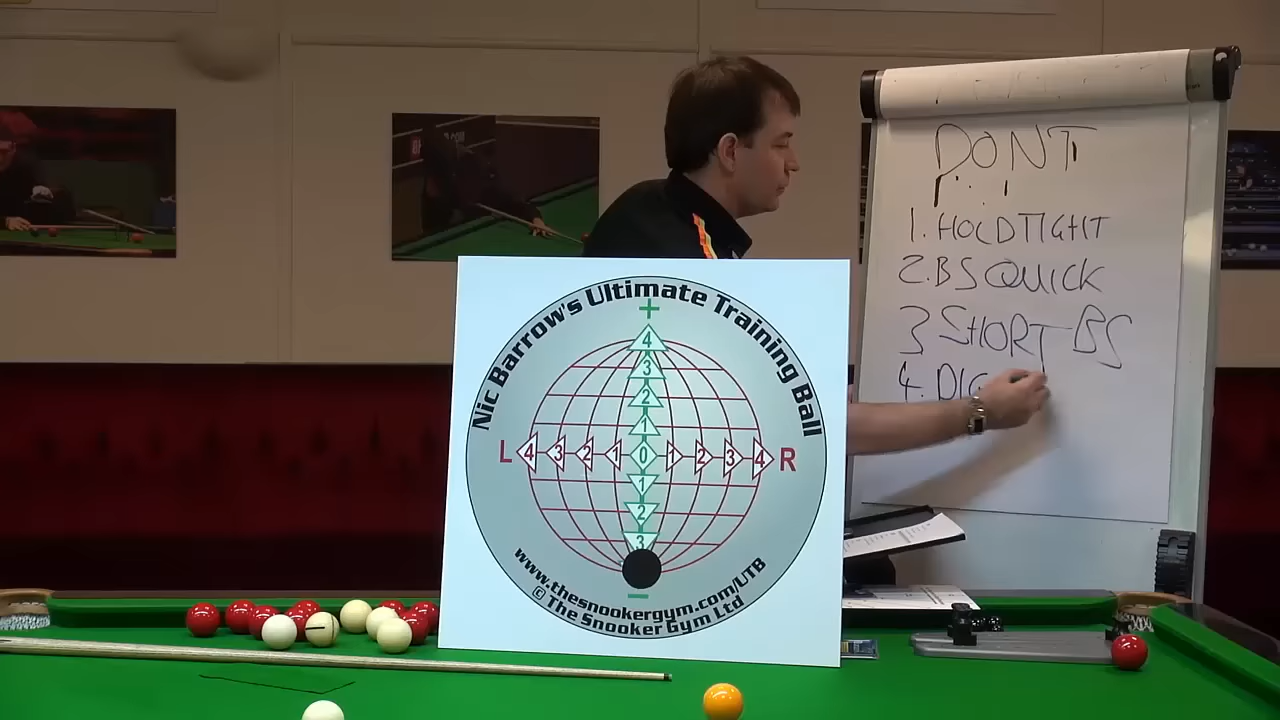 DON'T
1. HOLD TIGHT
2. BS QUICK
3 SHORT BS
4. DIG
Nic Barrow's Ultimate Training Ball
+
4
3
2
1
L 4 3 2 1 0 1 2 3 4 R
1
2
3
–
www.thesnookergym.com/UTB
© The Snooker Gym Ltd